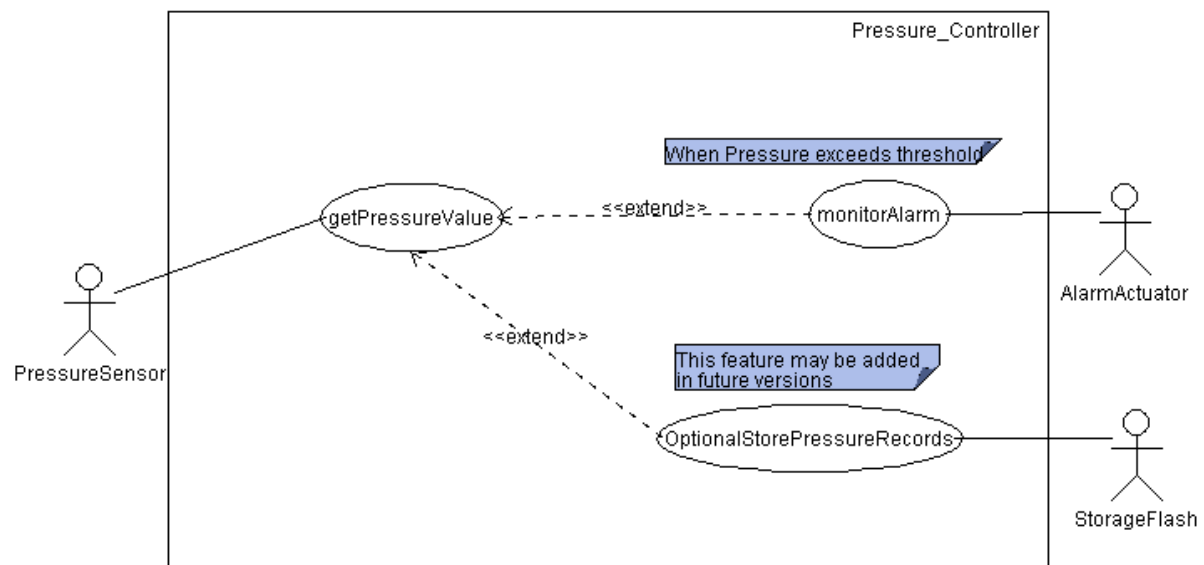 Pressure_Controller
When Pressure exceeds threshold
getPressureValue
<<extend>>
monitorAlarm
AlarmActuator
PressureSensor
<<extend>>
This feature may be added
in future versions
OptionalStorePressureRecords
StorageFlash